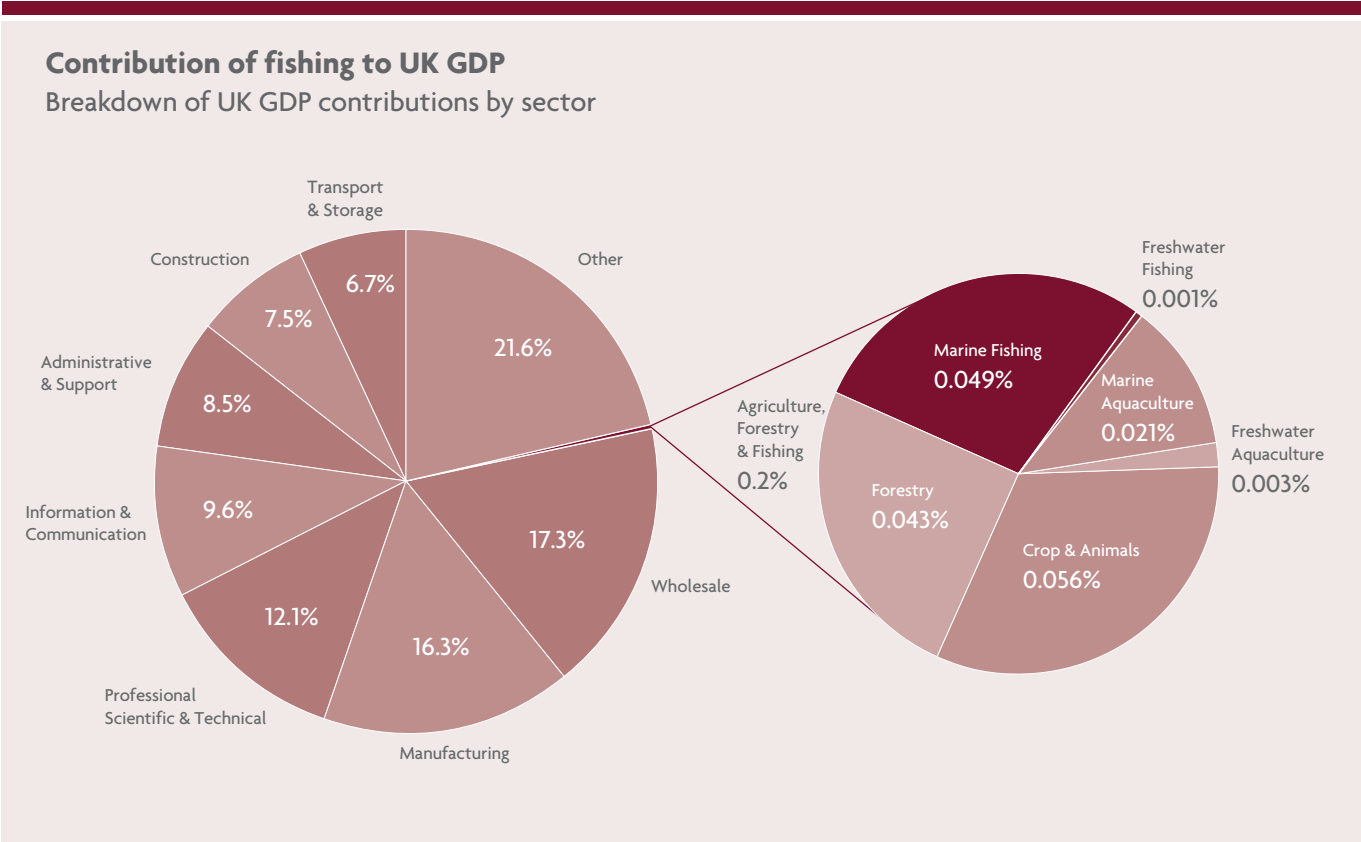 Contribution of fishing to UK GDP
Breakdown of UK GDP contributions by sector
Transport
& Storage
6.7%
Construction
7.5%
Administrative
& Support
8.5%
Information &
Communication
9.6%
Professional
Scientific & Technical
12.1%
Manufacturing
16.3%
Wholesale
17.3%
Other
21.6%
Agriculture,
Forestry
& Fishing
0.2%
Marine Fishing
0.049%
Freshwater
Fishing
0.001%
Marine
Aquaculture
0.021%
Freshwater
Aquaculture
0.003%
Crop & Animals
0.056%
Forestry
0.043%